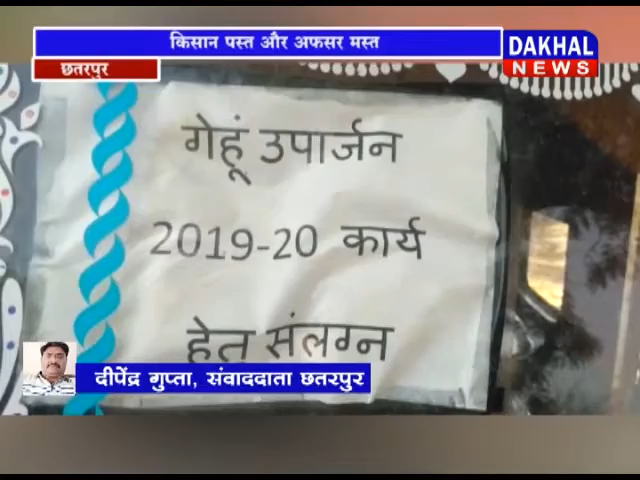 किसान पस्त और अफसर मस्त
DAKHAL
NEWS
छतरपुर
गेहूं उपार्जन
2019-20 कार्य
हेतु संलग्न
दीपेंद्र गुप्ता, संवाददाता छतरपुर